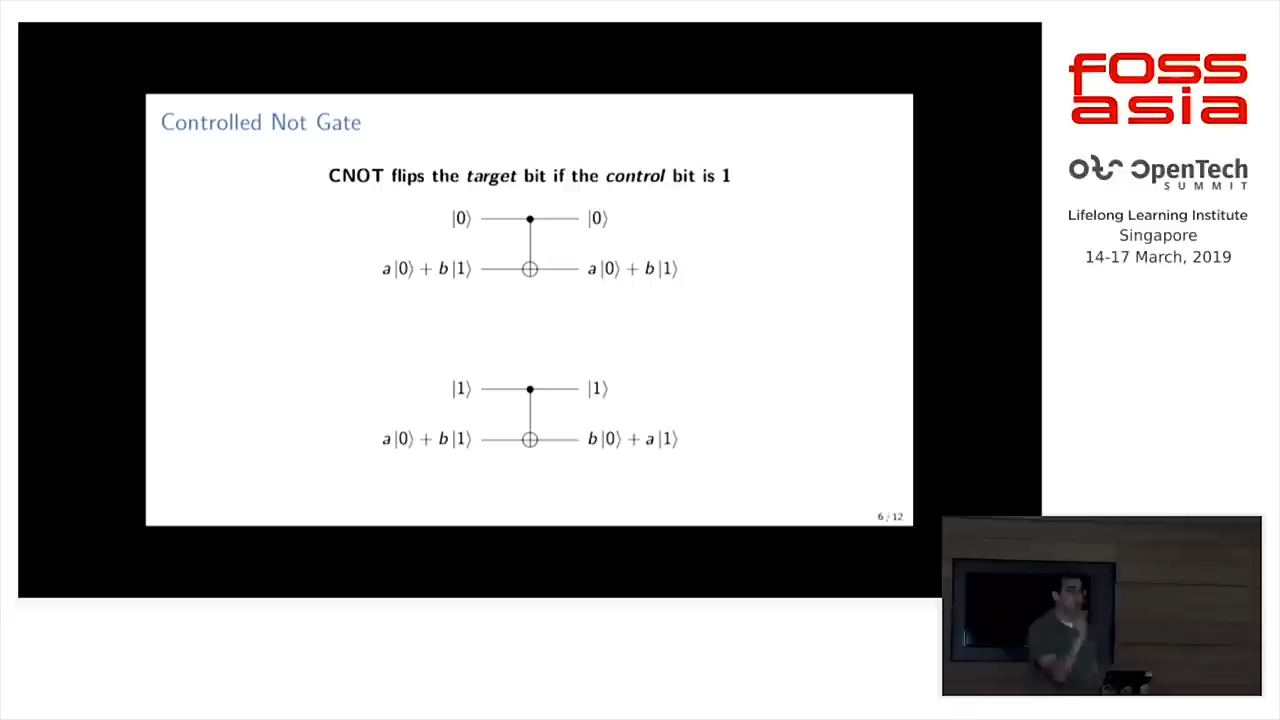 Controlled Not Gate
CNOT flips the target bit if the control bit is 1
|0⟩ |0⟩
a|0⟩ + b|1⟩ a|0⟩ + b|1⟩
|1⟩ |1⟩
a|0⟩ + b|1⟩ b|0⟩ + a|1⟩
6 / 12
FOSS
asia
OpenTech
SUMMIT
Lifelong Learning Institute
Singapore
14-17 March, 2019